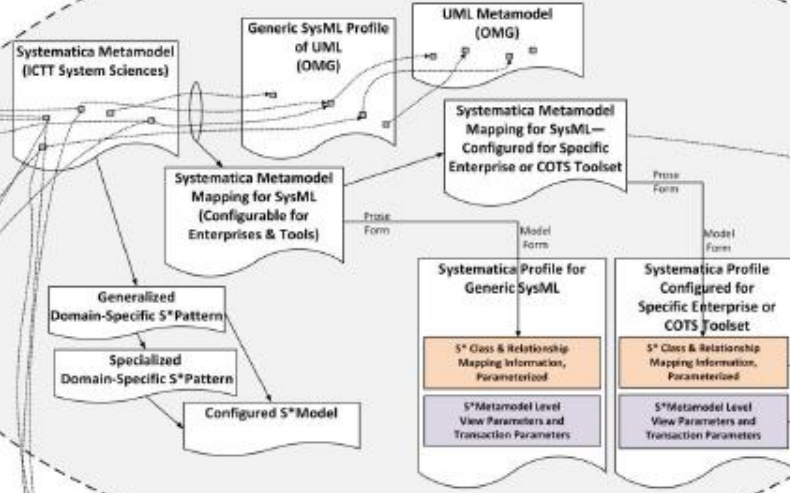 UML Metamodel
(OMG)
Generic SysML Profile
of UML
(OMG)
Systematica Metamodel
(ICTT System Sciences)
Systematica Metamodel
Mapping for SysML—
Configured for Specific
Enterprise or COTS Toolset
Systematica Metamodel
Mapping for SysML
(Configurable for
Enterprises & Tools)
Prose
Form
Prose
Form
Model
Form
Model
Form
Systematica Profile for
Generic SysML
Systematica Profile
Configured for
Specific Enterprise or
COTS Toolset
Generalized
Domain-Specific S*Pattern
Specialized
Domain-Specific S*Pattern
Configured S*Model
S* Class & Relationship
Mapping Information,
Parameterized
S*Metamodel Level
View Parameters and
Transaction Parameters
S* Class & Relationship
Mapping Information,
Parameterized
S*Metamodel Level
View Parameters and
Transaction Parameters